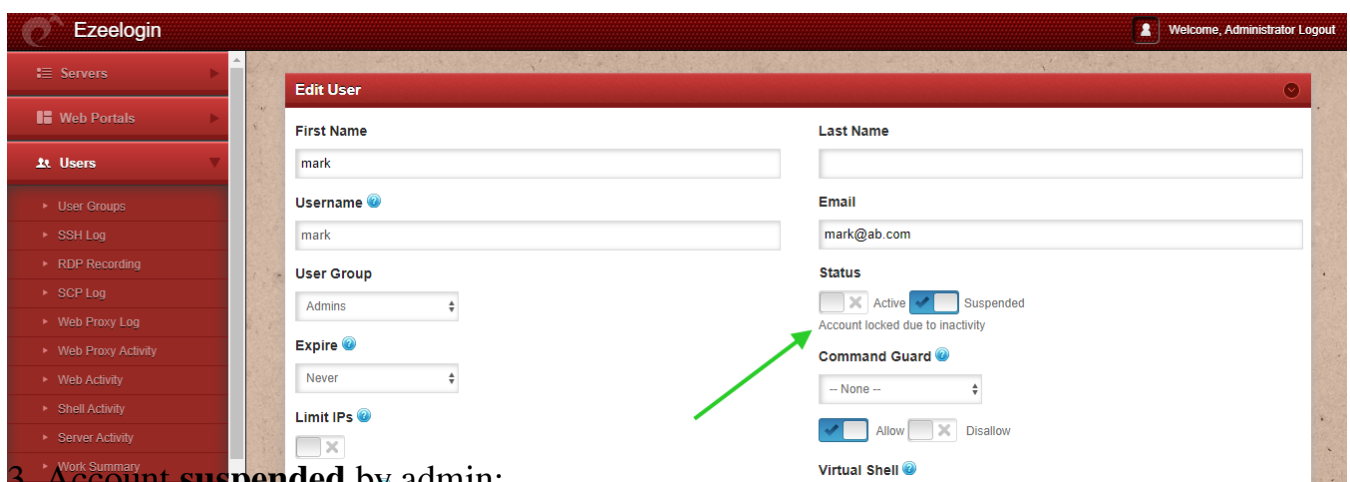 Ezeelogin
Welcome, Administrator Logout
Servers
Web Portals
Users
User Groups
SSH Log
RDP Recording
SCP Log
Web Proxy Log
Web Proxy Activity
Web Activity
Shell Activity
Server Activity
Work Summary
Edit User
First Name
mark
Last Name
Username
mark
Email
mark@ab.com
User Group
Admins
Status
Active Suspended
Account locked due to inactivity
Expire
Never
Command Guard
-- None --
Limit IPs
Allow Disallow
Virtual Shell
3. Account suspended by admin: